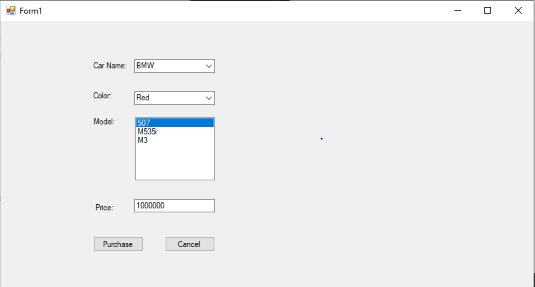 Form1
Car Name: BMW
Color: Red
Model: 507
M535i
M3
Price: 1000000
Purchase Cancel